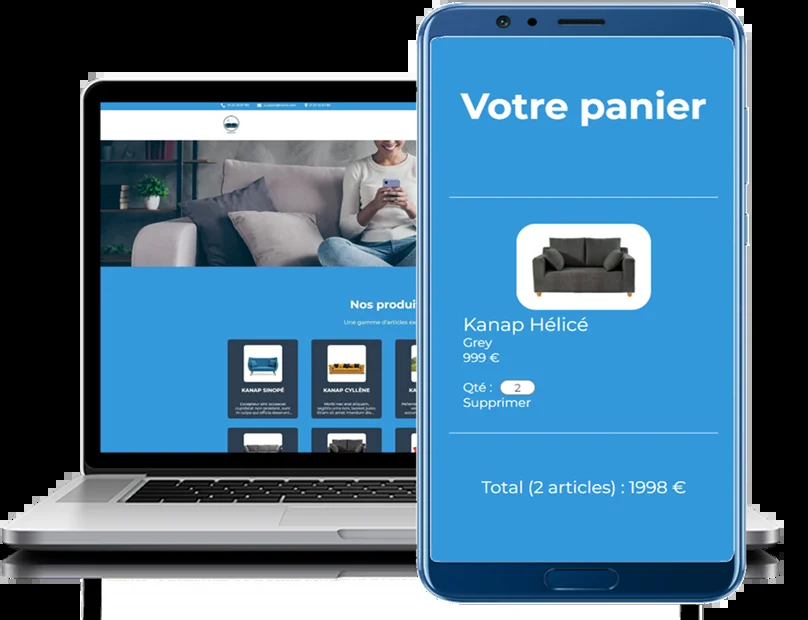 Nos produi
Une gamme d'articles ex
KANAP SINOPÉ
KANAP CYLLÈNE
Votre panier
Kanap Hélicé
Grey
999 €
Qté : 2
Supprimer
Total (2 articles) : 1998 €